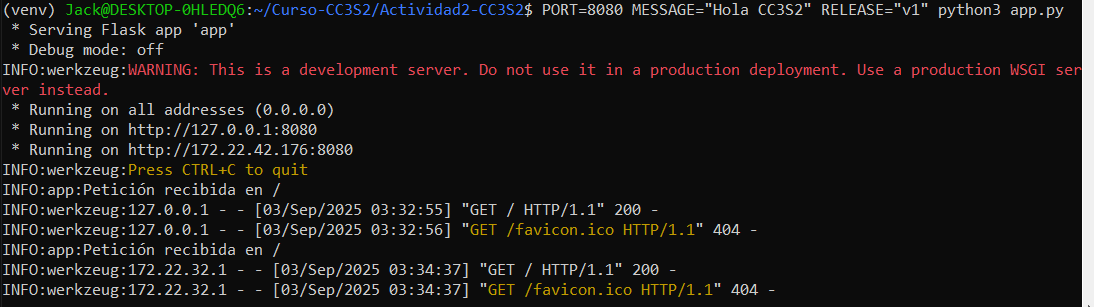 (venv) Jack@DESKTOP-0HLEDQ6:~/Curso-CC3S2/Actividad2-CC3S2$ PORT=8080 MESSAGE="Hola CC3S2" RELEASE="v1" python3 app.py
 * Serving Flask app 'app'
 * Debug mode: off
INFO:werkzeug:WARNING: This is a development server. Do not use it in a production deployment. Use a production WSGI ser
ver instead.
 * Running on all addresses (0.0.0.0)
 * Running on http://127.0.0.1:8080
 * Running on http://172.22.42.176:8080
INFO:werkzeug:Press CTRL+C to quit
INFO:app:Petición recibida en /
INFO:werkzeug:127.0.0.1 - - [03/Sep/2025 03:32:55] "GET / HTTP/1.1" 200 -
INFO:werkzeug:127.0.0.1 - - [03/Sep/2025 03:32:56] "GET /favicon.ico HTTP/1.1" 404 -
INFO:app:Petición recibida en /
INFO:werkzeug:172.22.32.1 - - [03/Sep/2025 03:34:37] "GET / HTTP/1.1" 200 -
INFO:werkzeug:172.22.32.1 - - [03/Sep/2025 03:34:37] "GET /favicon.ico HTTP/1.1" 404 -